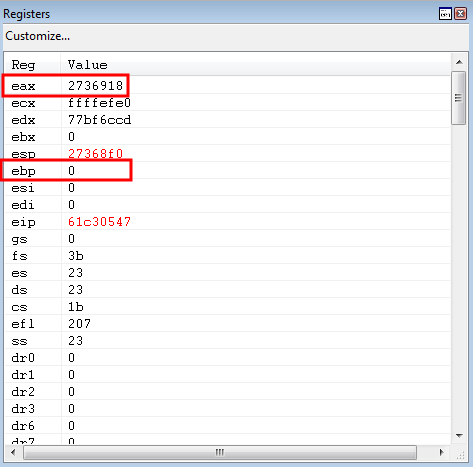 Registers
Customize...
Reg Value
eax 2736918
ecx ffffefe0
edx 77bf6ccd
ebx 0
esp 27368f0
ebp 0
esi 0
edi 0
eip 61c30547
gs 0
fs 3b
es 23
ds 23
cs 1b
efl 207
ss 23
dr0 0
dr1 0
dr2 0
dr3 0
dr6 0
dr7 0